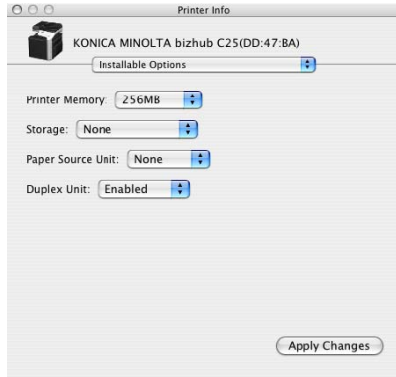 Printer Info
KONICA MINOLTA bizhub C25(DD:47:BA)
Installable Options
Printer Memory: 256MB
Storage: None
Paper Source Unit: None
Duplex Unit: Enabled
Apply Changes